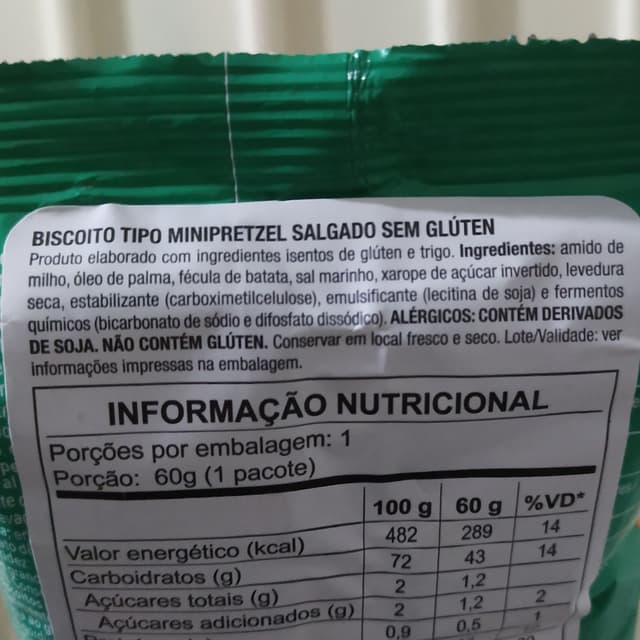 BISCOITO TIPO MINIPRETZEL SALGADO SEM GLÚTEN
Produto elaborado com ingredientes isentos de glúten e trigo. Ingredientes: amido de
milho, óleo de palma, fécula de batata, sal marinho, xarope de açúcar invertido, levedura
seca, estabilizante (carboximetilcelulose), emulsificante (lecitina de soja) e fermentos
químicos (bicarbonato de sódio e difosfato dissódico). ALÉRGICOS: CONTÉM DERIVADOS
DE SOJA. NÃO CONTÉM GLÚTEN. Conservar em local fresco e seco. Lote/Validade: ver
informações impressas na embalagem.
INFORMAÇÃO NUTRICIONAL
Porções por embalagem: 1
Porção: 60g (1 pacote)
100 g 60 g %VD*
Valor energético (kcal) 482 289 14
Carboidratos (g) 72 43 14
Açúcares totais (g) 2 1,2
Açúcares adicionados (g) 2 1,2 2
0,9 0,5 1